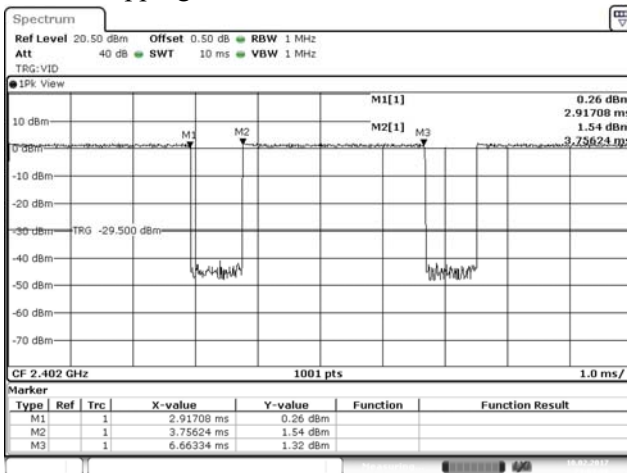 Spectrum
Ref Level 20.50 dBm Offset 0.50 dB RBW 1 MHz
Att 40 dB SWT 10 ms VBW 1 MHz
TRG:VID
1Pk View
M1[1] 0.26 dBm
2.91708 ms
10 dBm M2[1] 1.54 dBm
3.75624 ms
M1 M2 M3
0 dBm
-10 dBm
-20 dBm
-30 dBm TRG -29.500 dBm
-40 dBm
-50 dBm
-60 dBm
-70 dBm
CF 2.402 GHz 1001 pts 1.0 ms/
Marker
Type Ref Trc X-value Y-value Function Function Result
M1 1 2.91708 ms 0.26 dBm
M2 1 3.75624 ms 1.54 dBm
M3 1 6.66334 ms 1.32 dBm